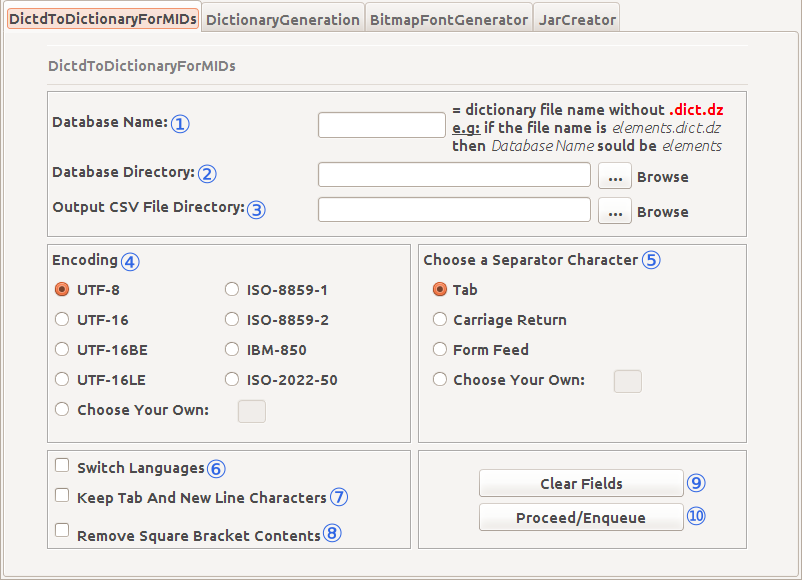 DictdToDictionaryForMIDs DictionaryGeneration BitmapFontGenerator JarCreator
DictdToDictionaryForMIDs
Database Name: ①
= dictionary file name without .dict.dz
e.g: if the file name is elements.dict.dz
then Database Name sould be elements
Database Directory: ② ... Browse
Output CSV File Directory: ③ ... Browse
Encoding ④
UTF-8 ISO-8859-1
UTF-16 ISO-8859-2
UTF-16BE IBM-850
UTF-16LE ISO-2022-50
Choose Your Own:
Choose a Separator Character ⑤
Tab
Carriage Return
Form Feed
Choose Your Own:
Switch Languages ⑥
Keep Tab And New Line Characters ⑦
Remove Square Bracket Contents ⑧
Clear Fields ⑨
Proceed/Enqueue ⑩